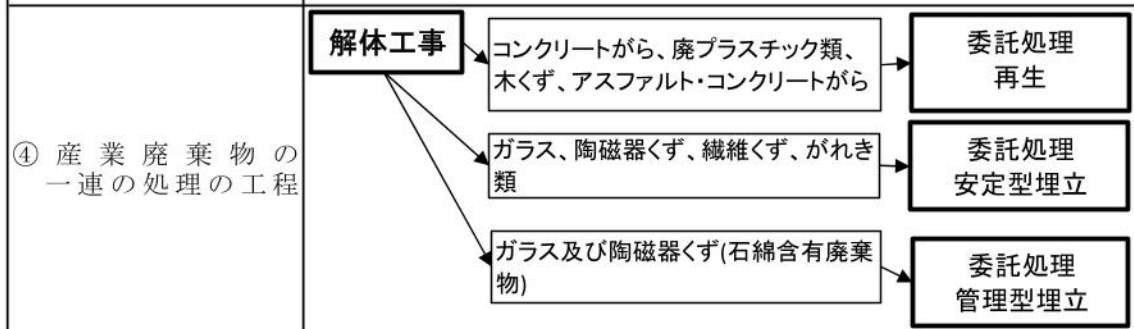 ④ 産業廃棄物の
一連の処理の工程
解体工事
コンクリートがら、廃プラスチック類、
木くず、アスファルト・コンクリートがら
委託処理
再生
ガラス、陶磁器くず、繊維くず、がれき
類
委託処理
安定型埋立
ガラス及び陶磁器くず(石綿含有廃棄
物)
委託処理
管理型埋立